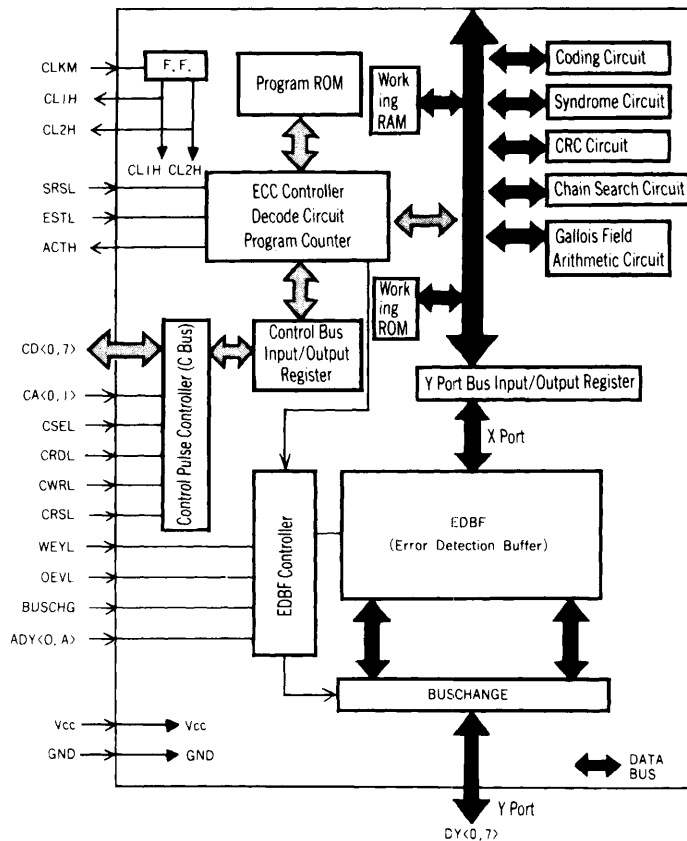 CLKM
F.F.
CL1H
CL2H
CL1H CL2H
Program ROM
Work
ing
RAM
Coding Circuit
Syndrome Circuit
CRC Circuit
Chain Search Circuit
Gallois Field
Arithmetic Circuit
SRSL
ESTL
ACTH
ECC Controller
Decode Circuit
Program Counter
Work
ing
ROM
CD<0,7>
Control Pulse Controller (C Bus)
Control Bus
Input/Output
Register
Y Port Bus Input/Output Register
CA<0,1>
CSEL
CRDL
CWRL
CRSL
X Port
WEYL
OEVL
BUSCHG
ADY<0,A>
EDBF Controller
EDBF
(Error Detection Buffer)
BUSCHANGE
Vcc
Vcc
GND
GND
DATA
BUS
Y Port
DY<0,7>